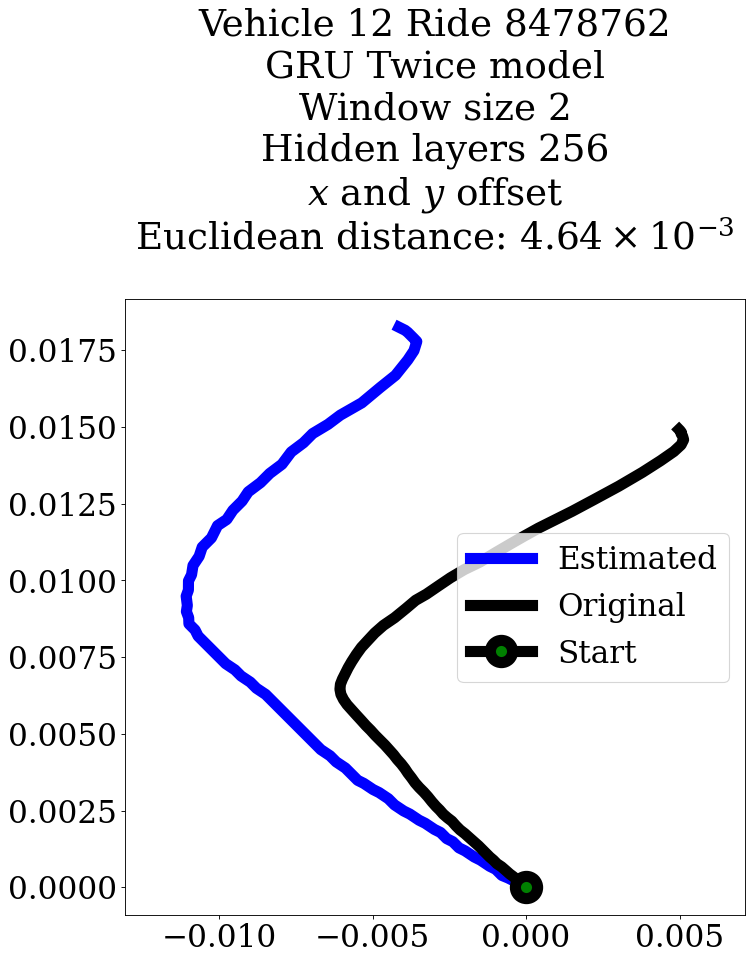 Vehicle 12 Ride 8478762
GRU Twice model
Window size 2
Hidden layers 256
x and y offset
Euclidean distance: 4.64 × 10⁻³
0.0175
0.0150
0.0125
0.0100
0.0075
0.0050
0.0025
0.0000
Estimated
Original
Start
−0.010 −0.005 0.000 0.005